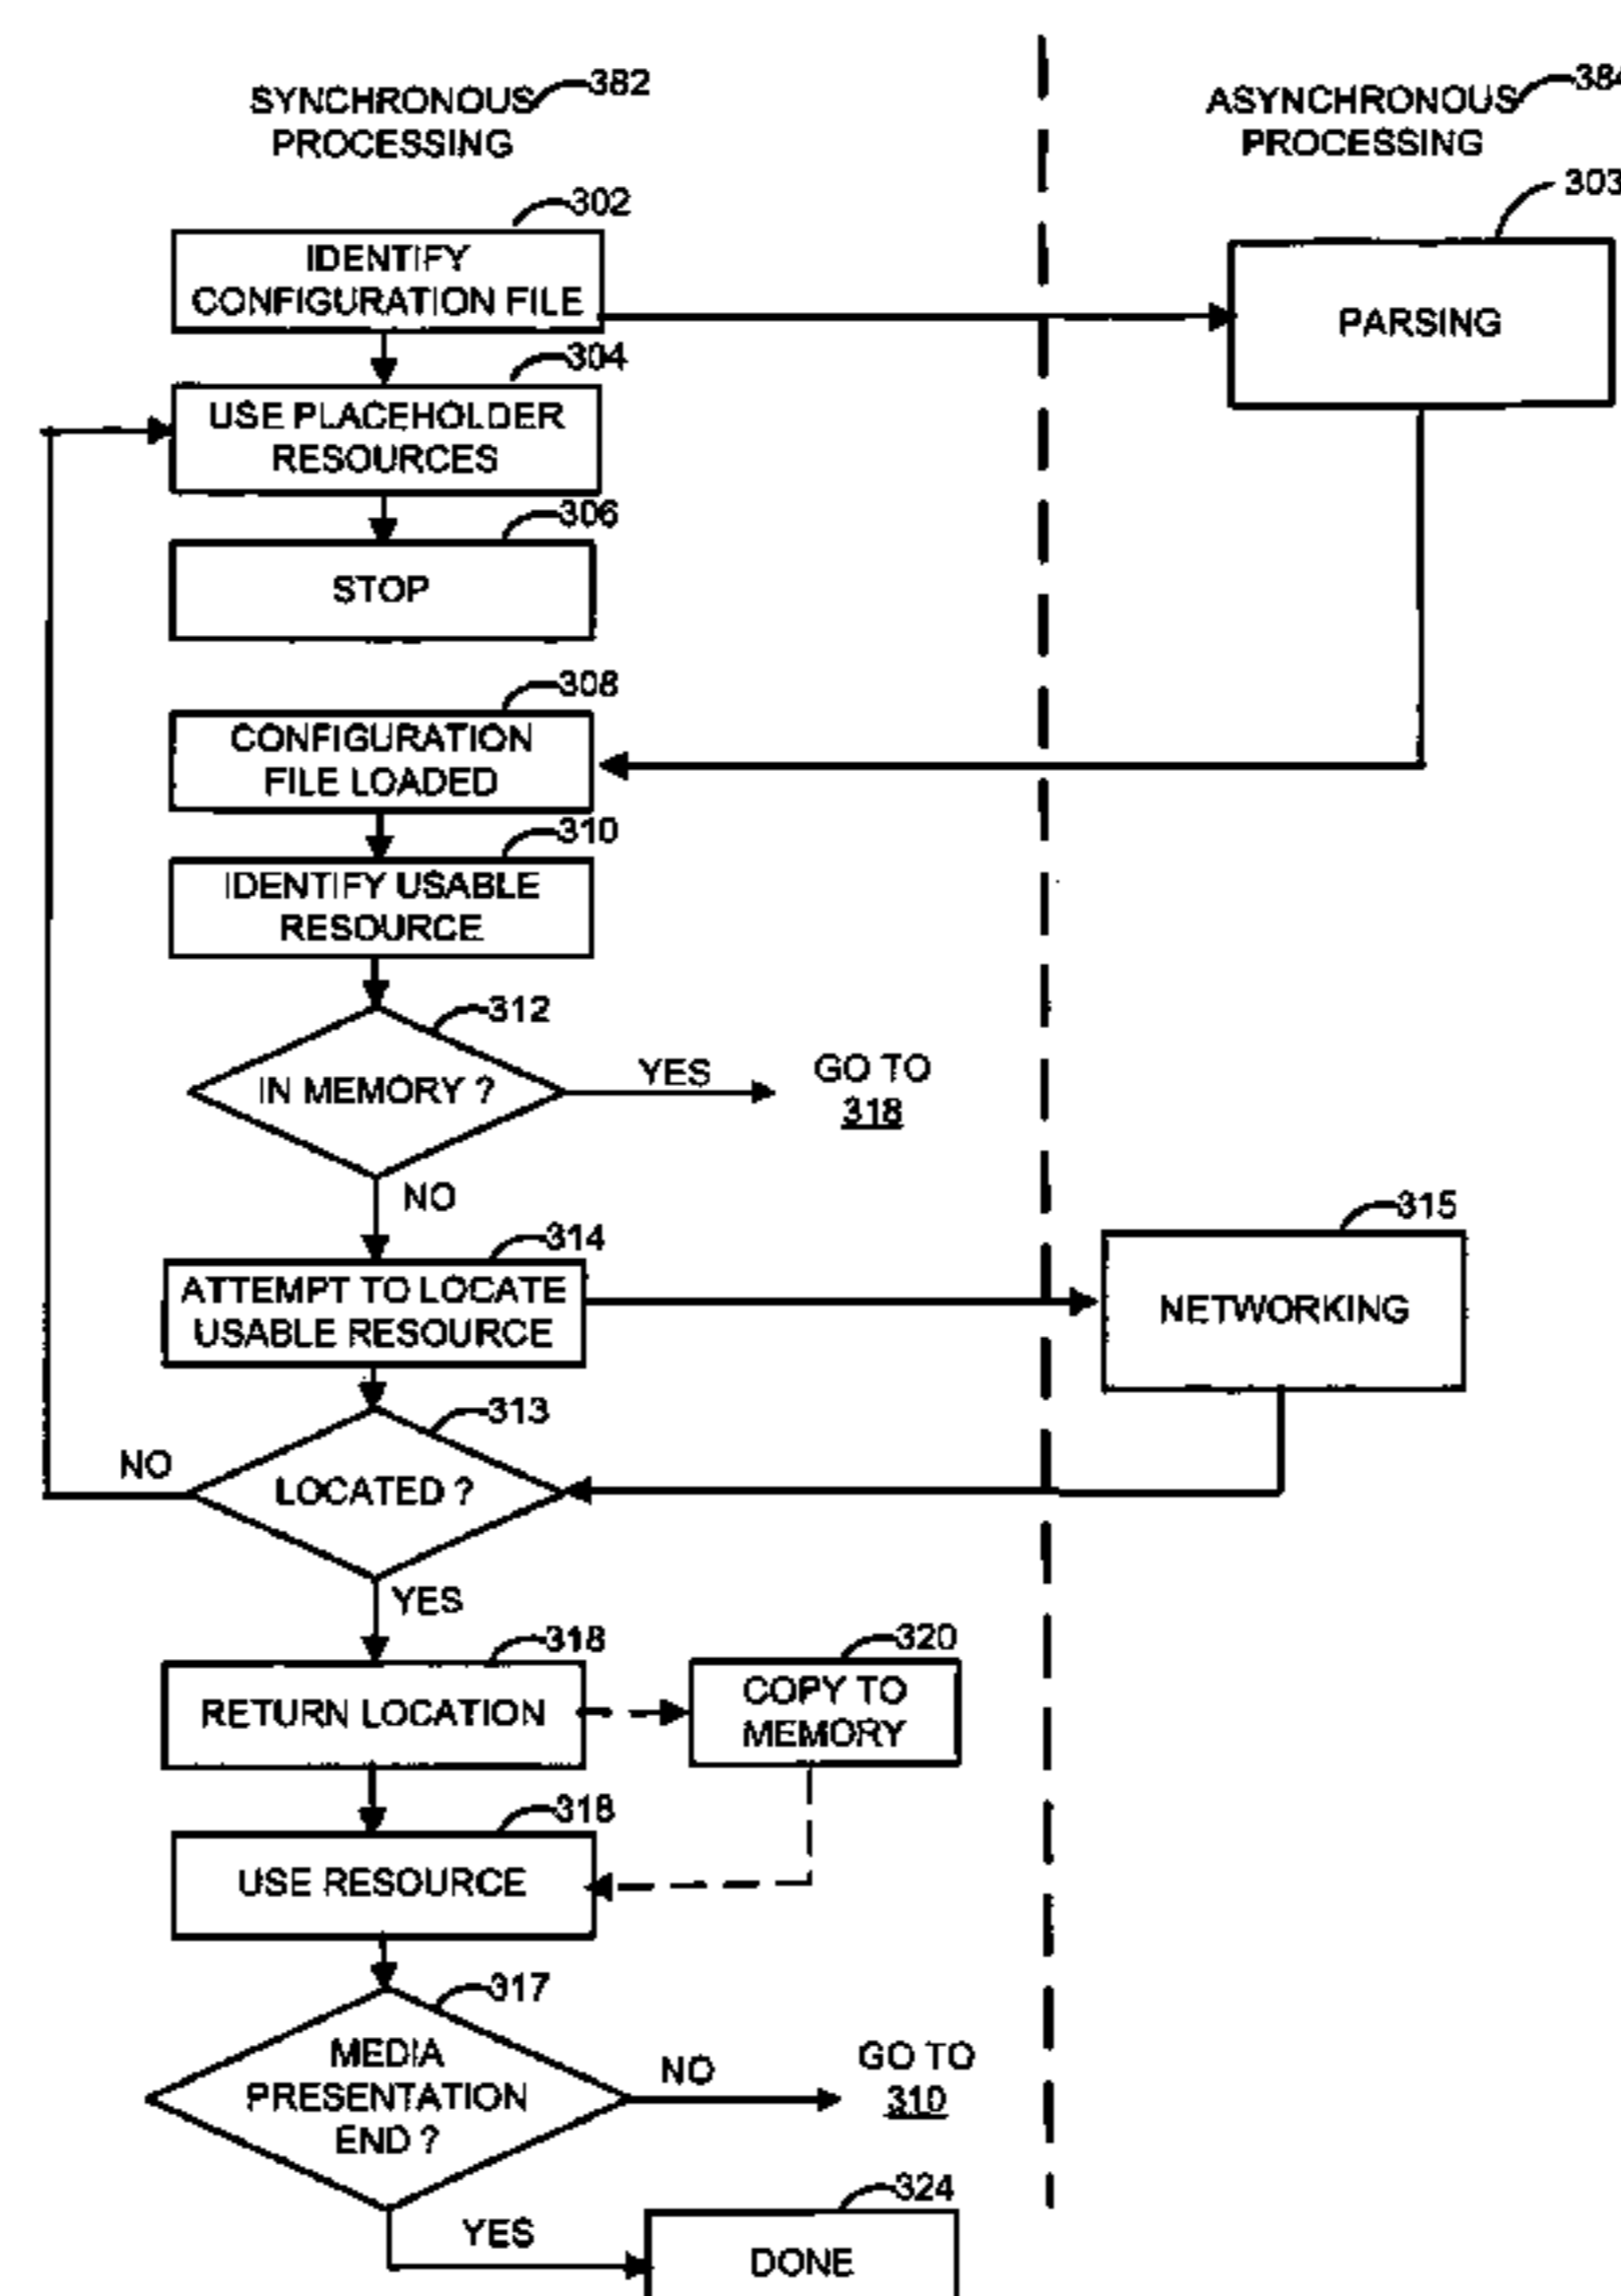 SYNCHRONOUS 382
PROCESSING
ASYNCHRONOUS 384
PROCESSING
302
IDENTIFY
CONFIGURATION FILE
303
PARSING
304
USE PLACEHOLDER
RESOURCES
306
STOP
308
CONFIGURATION
FILE LOADED
310
IDENTIFY USABLE
RESOURCE
312
IN MEMORY ?
YES
GO TO
318
NO
314
ATTEMPT TO LOCATE
USABLE RESOURCE
315
NETWORKING
313
LOCATED ?
NO
YES
318
RETURN LOCATION
320
COPY TO
MEMORY
318
USE RESOURCE
317
MEDIA
PRESENTATION
END ?
NO
GO TO
310
YES
324
DONE